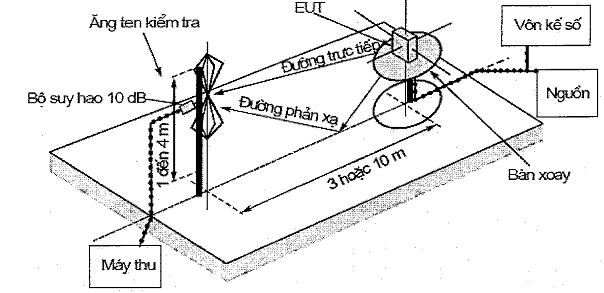 EUT
Ăng ten kiểm tra
Vôn kế số
Đường trực tiếp
Bô suy hao 10 dB
Nguồn
Đường phản xạ
1 đến 4 m
3 hoặc 10 m
Bàn xoay
Máy thu